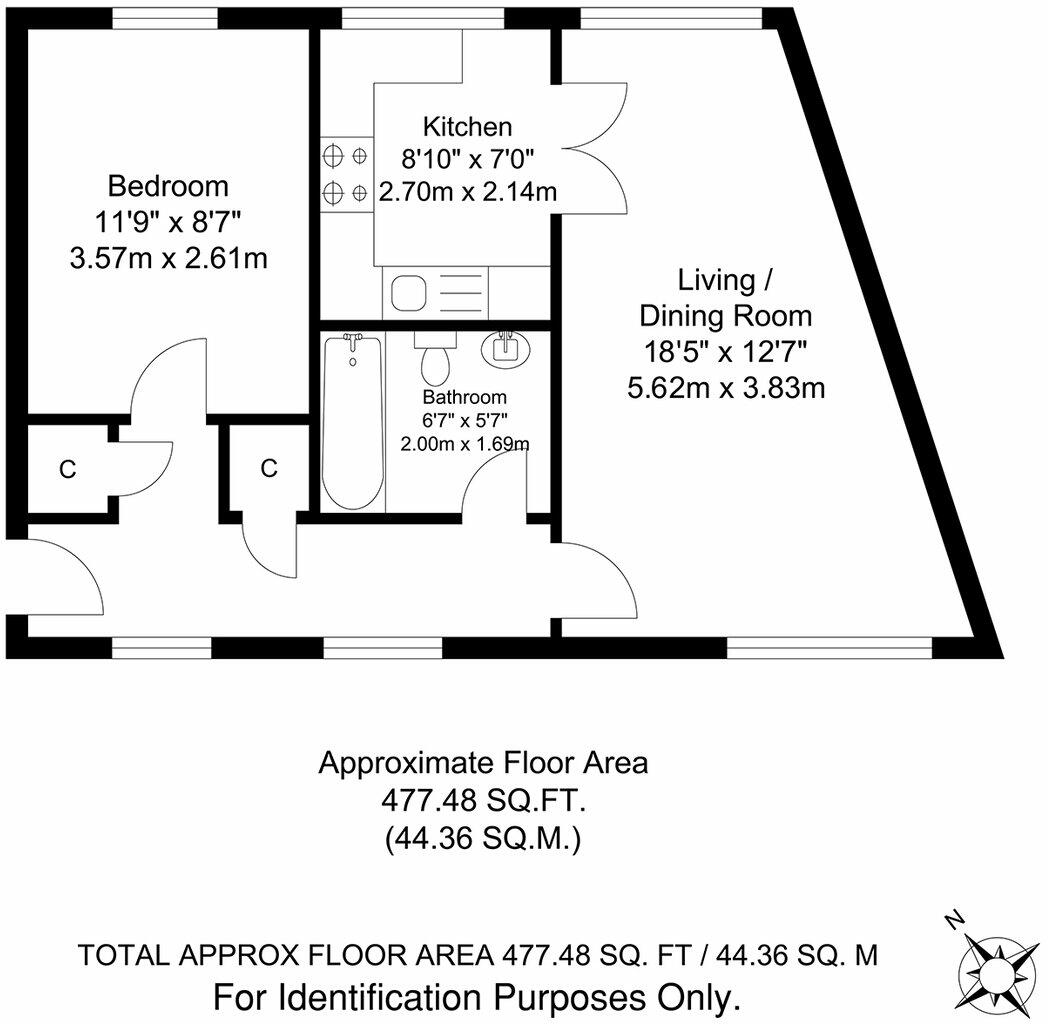 Kitchen
8'10" x 7'0"
2.70m x 2.14m
Bedroom
11'9" x 8'7"
3.57m x 2.61m
Living /
Dining Room
18'5" x 12'7"
5.62m x 3.83m
Bathroom
6'7" x 5'7"
2.00m x 1.69m
C
C
Approximate Floor Area
477.48 SQ.FT.
(44.36 SQ.M.)
N
TOTAL APPROX FLOOR AREA 477.48 SQ. FT / 44.36 SQ. M
For Identification Purposes Only.